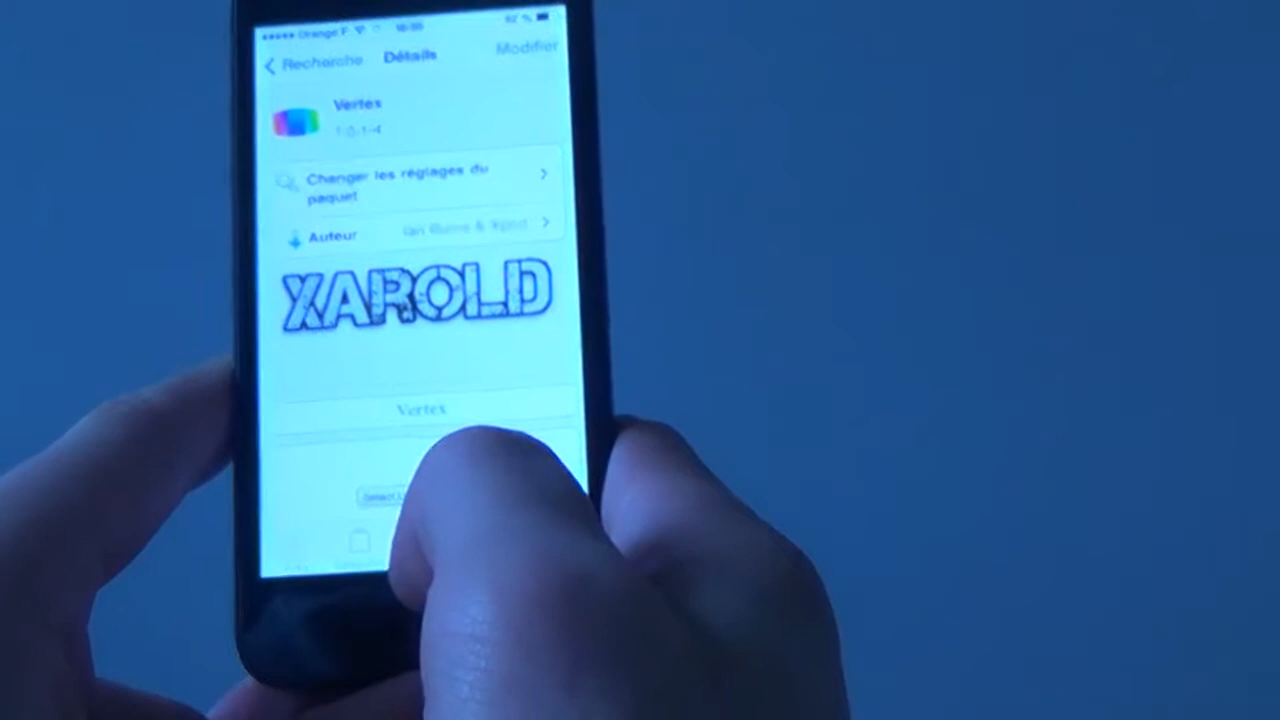 Orange F
Recherche Détails Modifier
Vertex
Changer les réglages du
paquet
Auteur
XAROLD
Vertex